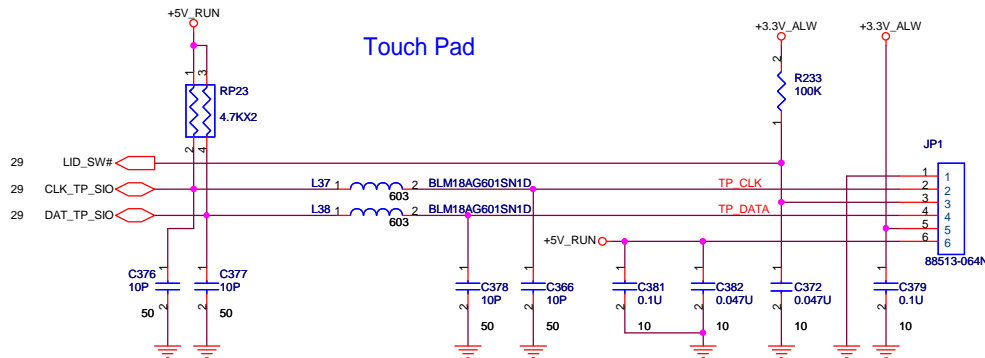 +5V_RUN
Touch Pad
+3.3V_ALW
+3.3V_ALW
1
3
RP23
4.7KX2
2
4
2
R233
100K
1
JP1
29
LID_SW#
29
CLK_TP_SIO
L37 1
2
BLM18AG601SN1D
603
TP_CLK
29
DAT_TP_SIO
L38 1
2
BLM18AG601SN1D
603
TP_DATA
1
2
3
4
5
6
1
2
3
4
5
6
88513-064N
+5V_RUN
1
C376
10P
2
50
1
C377
10P
2
50
1
C378
10P
2
50
1
C366
10P
2
50
1
C381
0.1U
2
10
1
C382
0.047U
2
10
1
C372
0.047U
2
10
1
C379
0.1U
2
10